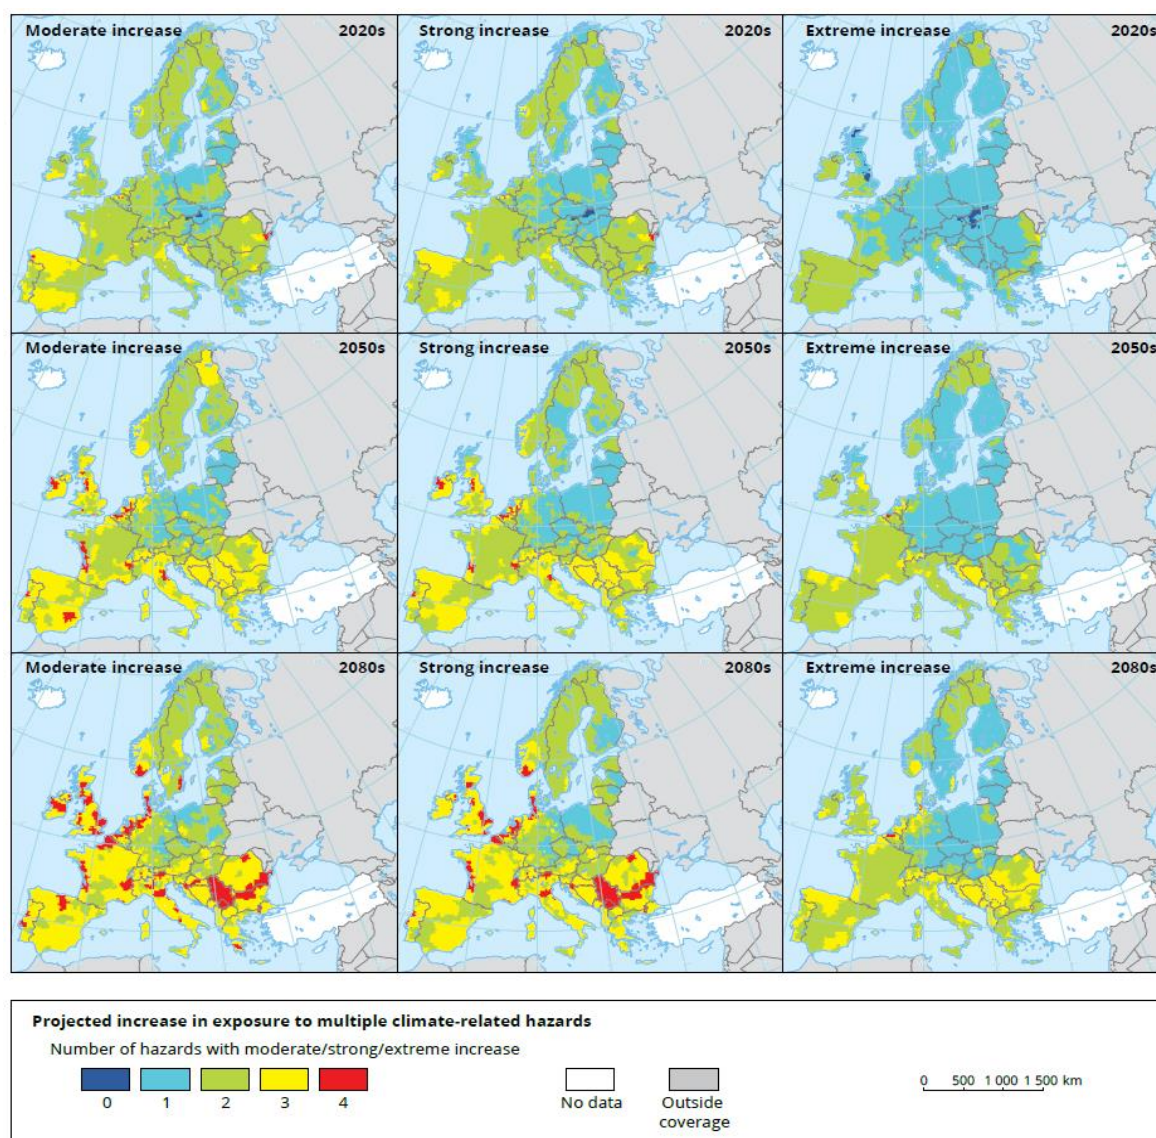 Moderate increase 2020s
Strong increase 2020s
Extreme increase 2020s
Moderate increase 2050s
Strong increase 2050s
Extreme increase 2050s
Moderate increase 2080s
Strong increase 2080s
Extreme increase 2080s
Projected increase in exposure to multiple climate-related hazards
Number of hazards with moderate/strong/extreme increase
0 1 2 3 4
No data
Outside
coverage
0 500 1 000 1 500 km